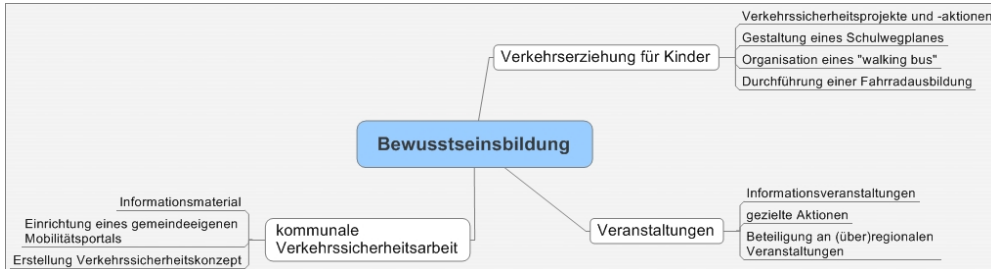 Verkehrssicherheitsprojekte und -aktionen
Gestaltung eines Schulwegplanes
Verkehrserziehung für Kinder
Organisation eines "walking bus"
Durchführung einer Fahrradausbildung
Bewusstseinsbildung
Informationsmaterial
Einrichtung eines gemeindeeigenen
Mobilitätsportals
Erstellung Verkehrssicherheitskonzept
kommunale
Verkehrssicherheitsarbeit
Veranstaltungen
Informationsveranstaltungen
gezielte Aktionen
Beteiligung an (über)regionalen
Veranstaltungen